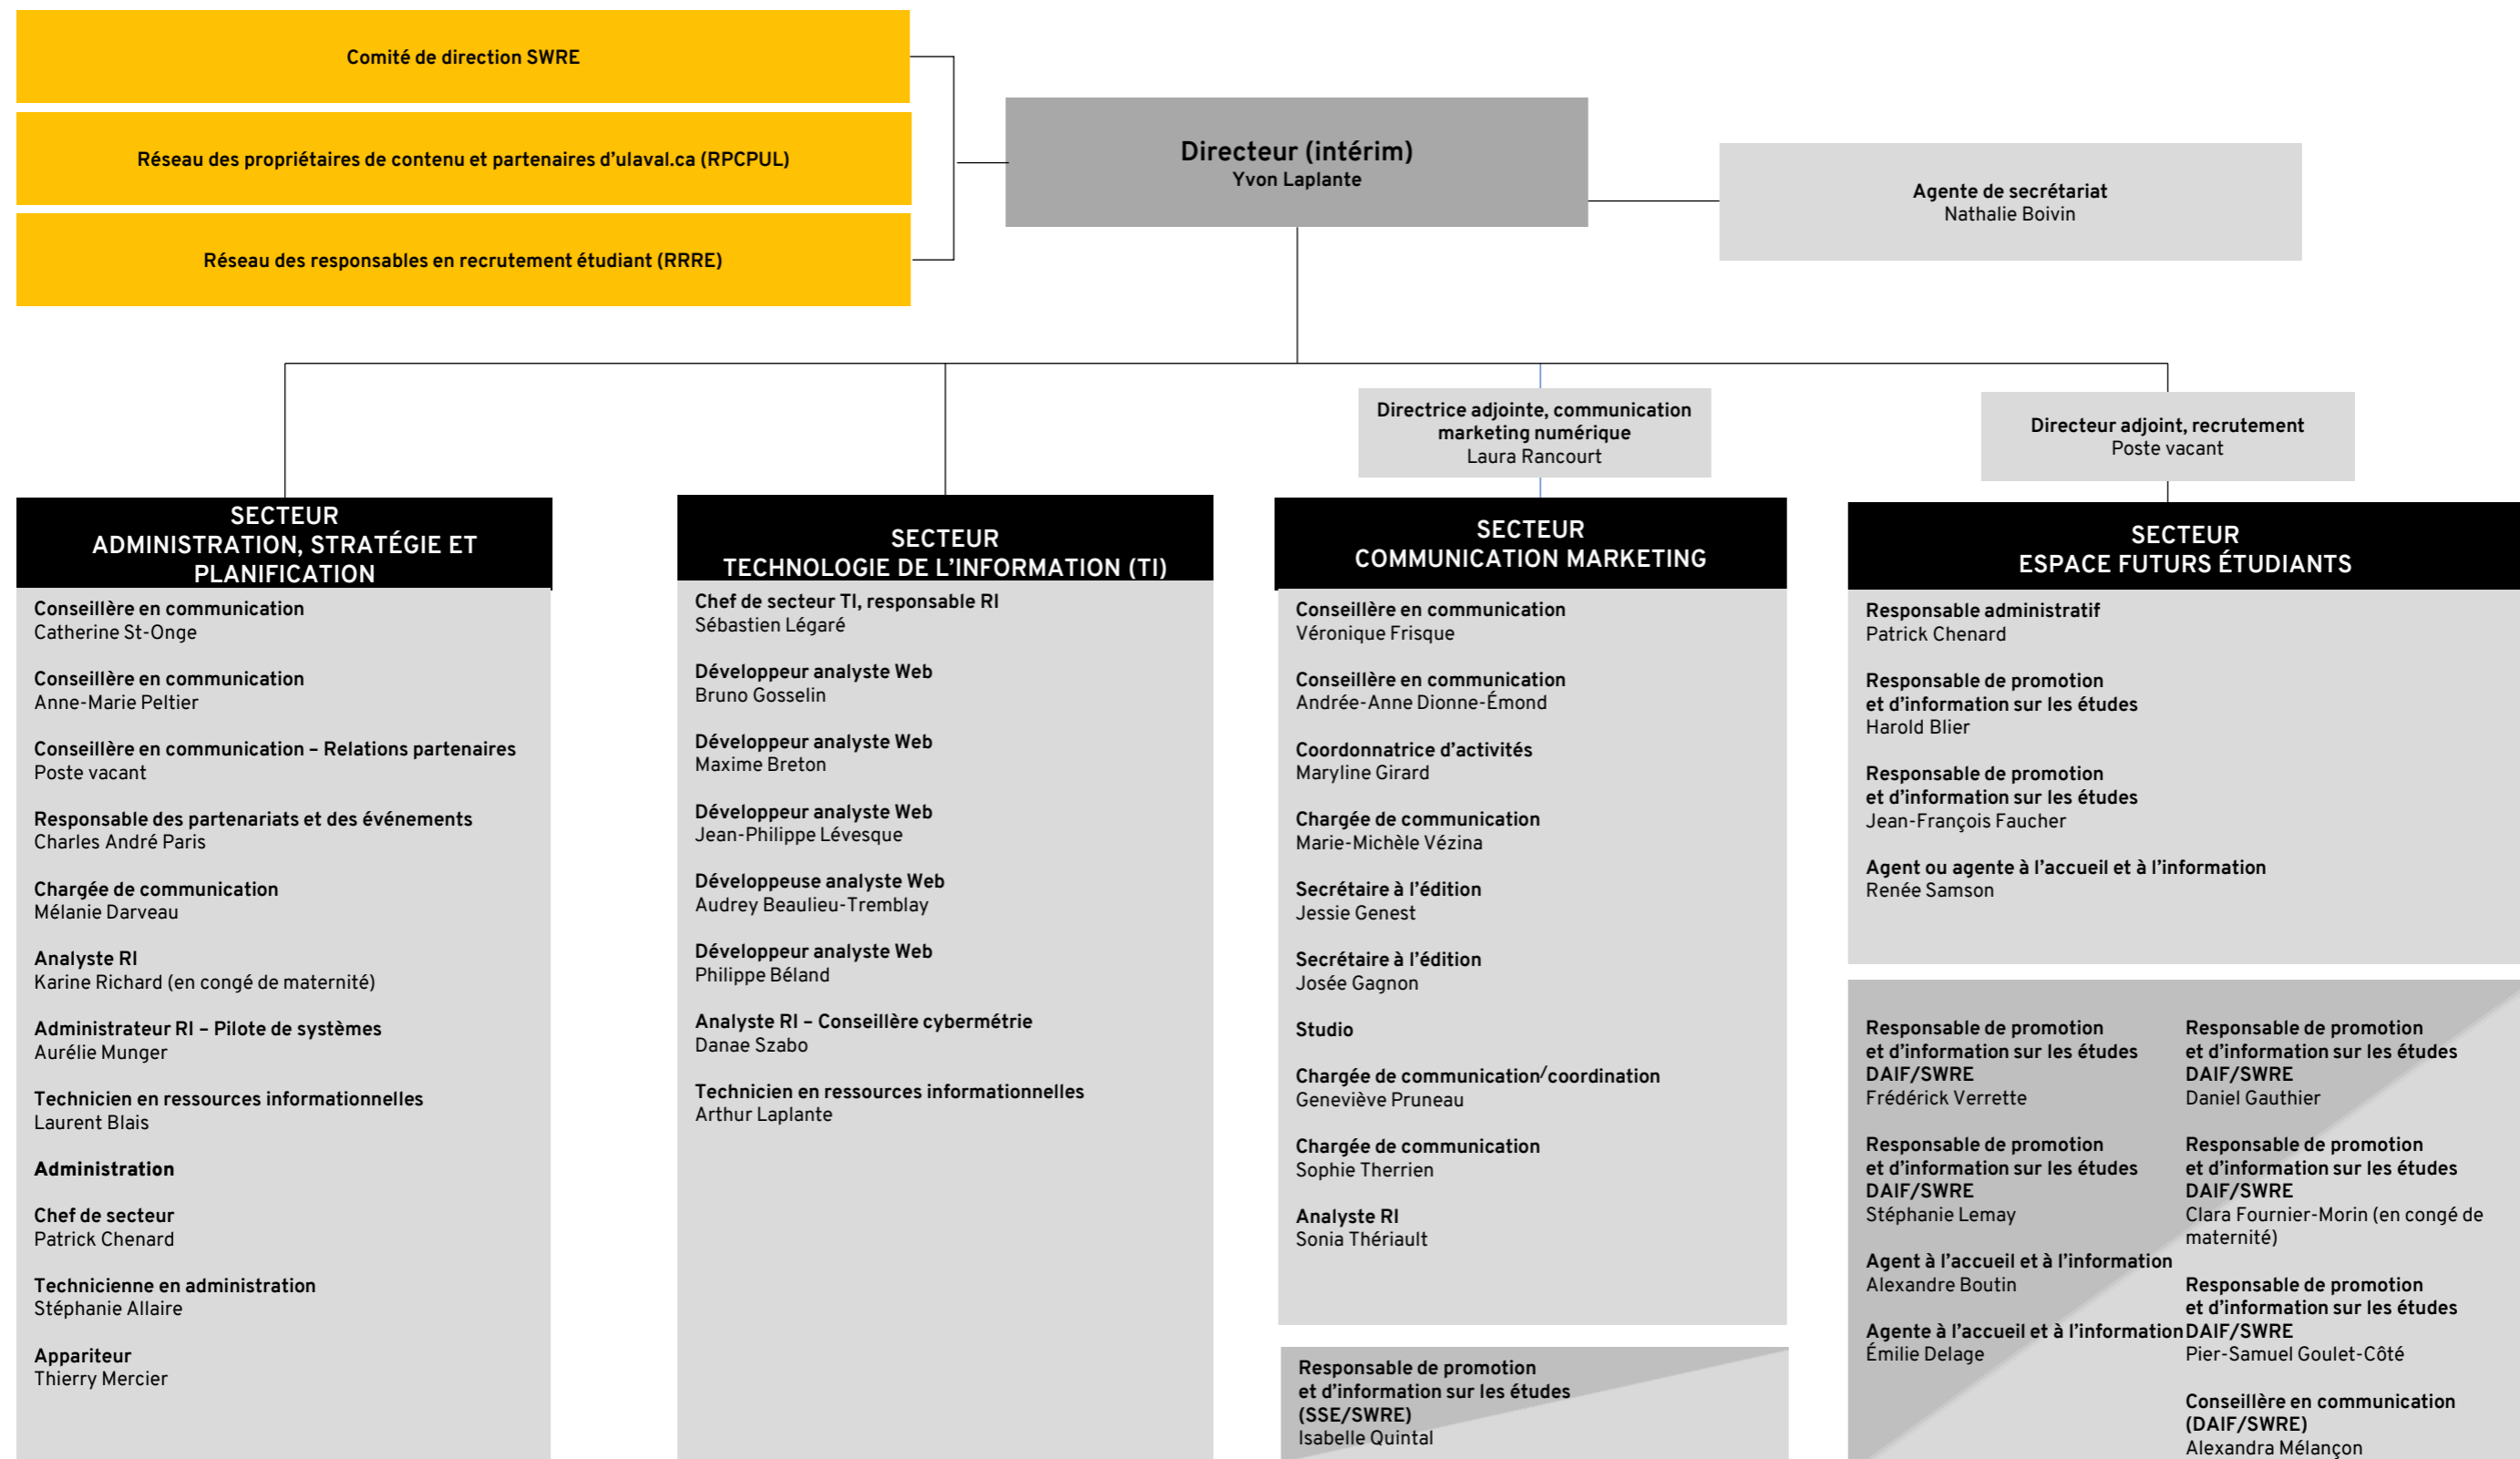 Comité de direction SWRE
Réseau des propriétaires de contenu et partenaires d’ulaval.ca (RPCPUL)
Réseau des responsables en recrutement étudiant (RRRE)
Directeur (intérim)
Yvon Laplante
Agente de secrétariat
Nathalie Boivin
Directrice adjointe, communication
marketing numérique
Laura Rancourt
Directeur adjoint, recrutement
Poste vacant
SECTEUR
ADMINISTRATION, STRATÉGIE ET
PLANIFICATION
Conseillère en communication
Catherine St-Onge
Conseillère en communication
Anne-Marie Peltier
Conseillère en communication – Relations partenaires
Poste vacant
Responsable des partenariats et des événements
Charles André Paris
Chargée de communication
Mélanie Darveau
Analyste RI
Karine Richard (en congé de maternité)
Administrateur RI – Pilote de systèmes
Aurélie Munger
Technicien en ressources informationnelles
Laurent Blais
Administration
Chef de secteur
Patrick Chenard
Technicienne en administration
Stéphanie Allaire
Appariteur
Thierry Mercier
SECTEUR
TECHNOLOGIE DE L’INFORMATION (TI)
Chef de secteur TI, responsable RI
Sébastien Légaré
Développeur analyste Web
Bruno Gosselin
Développeur analyste Web
Maxime Breton
Développeur analyste Web
Jean-Philippe Lévesque
Développeuse analyste Web
Audrey Beaulieu-Tremblay
Développeur analyste Web
Philippe Béland
Analyste RI – Conseillère cybermétrie
Danae Szabo
Technicien en ressources informationnelles
Arthur Laplante
SECTEUR
COMMUNICATION MARKETING
Conseillère en communication
Véronique Frisque
Conseillère en communication
Andrée-Anne Dionne-Émond
Coordonnatrice d’activités
Maryline Girard
Chargée de communication
Marie-Michèle Vézina
Secrétaire à l’édition
Jessie Genest
Secrétaire à l’édition
Josée Gagnon
Studio
Chargée de communication/coordination
Geneviève Pruneau
Chargée de communication
Sophie Therrien
Analyste RI
Sonia Thériault
Responsable de promotion
et d’information sur les études
(SSE/SWRE)
Isabelle Quintal
SECTEUR
ESPACE FUTURS ÉTUDIANTS
Responsable administratif
Patrick Chenard
Responsable de promotion
et d’information sur les études
Harold Blier
Responsable de promotion
et d’information sur les études
Jean-François Faucher
Agent ou agente à l’accueil et à l’information
Renée Samson
Responsable de promotion
et d’information sur les études
DAIF/SWRE
Frédérick Verrette
Responsable de promotion
et d’information sur les études
DAIF/SWRE
Stéphanie Lemay
Agent à l’accueil et à l’information
Alexandre Boutin
Agente à l’accueil et à l’information
Émilie Delage
Responsable de promotion
et d’information sur les études
DAIF/SWRE
Daniel Gauthier
Responsable de promotion
et d’information sur les études
DAIF/SWRE
Clara Fournier-Morin (en congé de
maternité)
Responsable de promotion
et d’information sur les études
DAIF/SWRE
Pier-Samuel Goulet-Côté
Conseillère en communication
(DAIF/SWRE)
Alexandra Mélançon